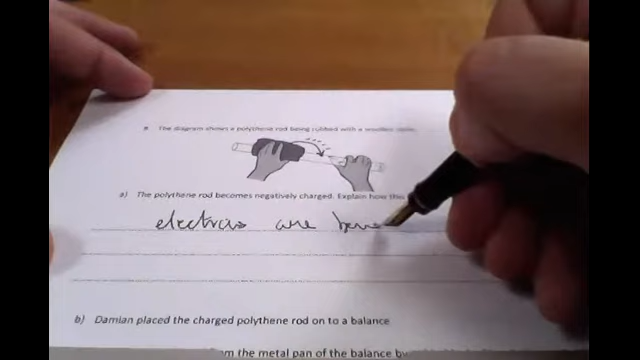 The diagram shows a polythene rod being rubbed with a woollen
a) The polythene rod becomes negatively charged. Explain how this
electrons are
b) Damian placed the charged polythene rod on to a balance
m the metal pan of the balance by